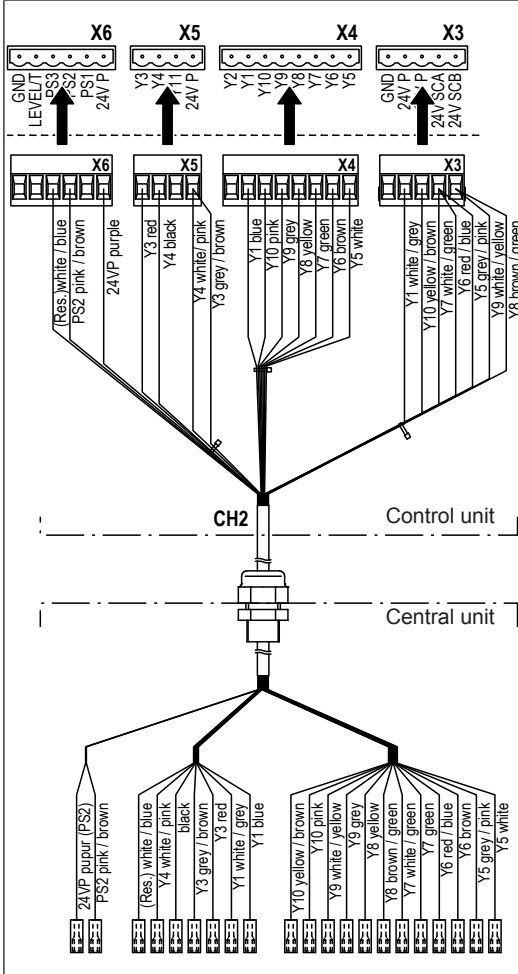 X6
X5
X4
X3
GND
LEVEL/T
PS3
PS2
PS1
24V P
Y3
Y4
Y11
24V P
Y2
Y1
Y10
Y9
Y8
Y7
Y6
Y5
GND
24V P
24V SCA
24V SCB
X6
X5
X4
X3
(Res.)white / blue
PS2 pink / brown
24VP purple
Y3 red
Y4 black
Y4 white/ pink
Y3 grey / brown
Y1 blue
Y10 pink
Y9 grey
Y8 yellow
Y7 green
Y6 brown
Y5 white
Y1 white / grey
Y10 yellow / brown
Y7 white / green
Y6 red / blue
Y5 grey / pink
Y9 white / yellow
Y8 brown / green
CH2
Control unit
Central unit
24VP pupur (PS2)
PS2 pink / brown
(Res.) white / blue
Y4 white / pink
black
Y3 grey / brown
Y3 red
Y1 white / grey
Y1 blue
Y10 yellow / brown
Y10 pink
Y9 white / yellow
Y9 grey
Y8 yellow
Y8 brown / green
Y7 white / green
Y7 green
Y6 red / blue
Y6 brown
Y5 grey / pink
Y5 white